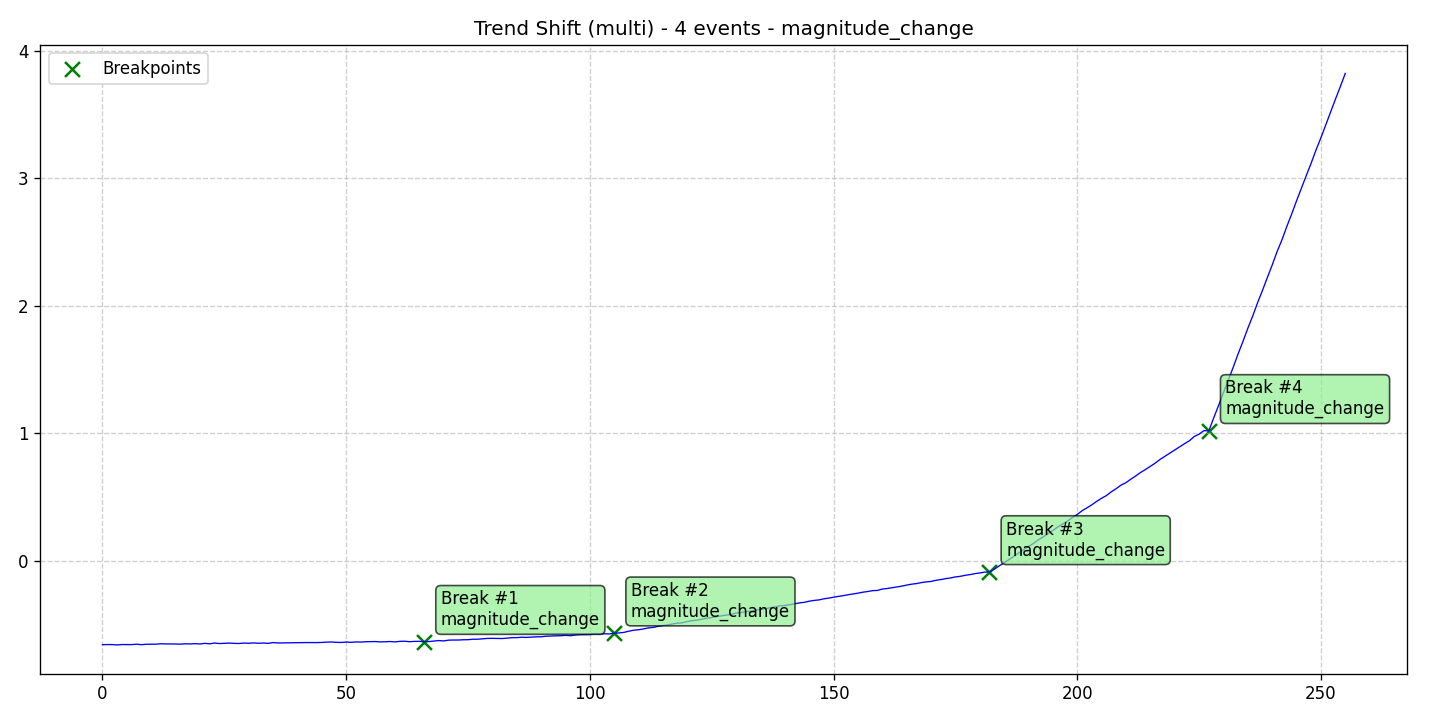 Trend Shift (multi) - 4 events - magnitude_change
Breakpoints
4
3
2
1
0
Break #4
magnitude_change
Break #3
magnitude_change
Break #2
magnitude_change
Break #1
magnitude_change
0
50
100
150
200
250